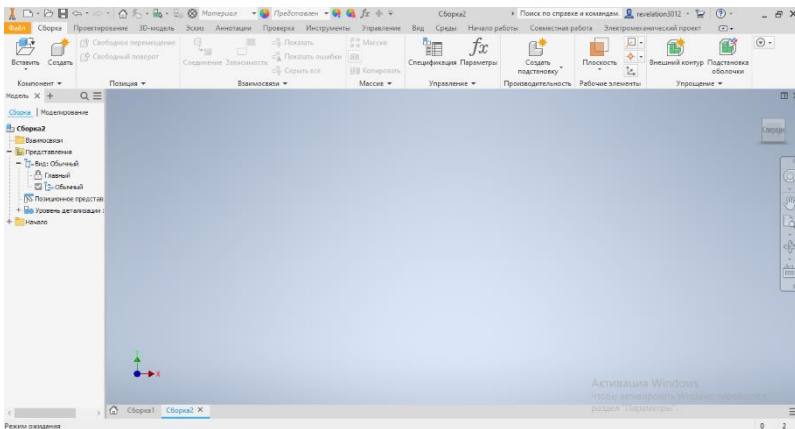 Материал
Представлен
Сборка2
Поиск по справке и командам
revelation3012
Файл Сборка Проектирование 3D-модель Эскиз Аннотации Проверка Инструменты Управление Вид Среды Начало работы Совместная работа Электромеханический проект
Вставить Создать
Свободное перемещение
Свободный поворот
Соединение Зависимость
Показать
Показать ошибки
Скрыть все
Массив
Копировать
Спецификация Параметры
Создать подстановку
Плоскость
Внешний контур Подстановка оболочки
Компонент Позиция Взаимосвязи Массив Управление Производительность Рабочие элементы Упрощение
Модель
Сборка Моделирование
Сборка2
Взаимосвязи
Представления
Вид: Обычный
Главный
Обычный
Позиционное представ
Уровень детализации
Начало
Спереди
X
Активация Windows
Чтобы активировать Windows, перейдите в
раздел "Параметры".
Сборка1 Сборка2
Режим ожидания
0 2